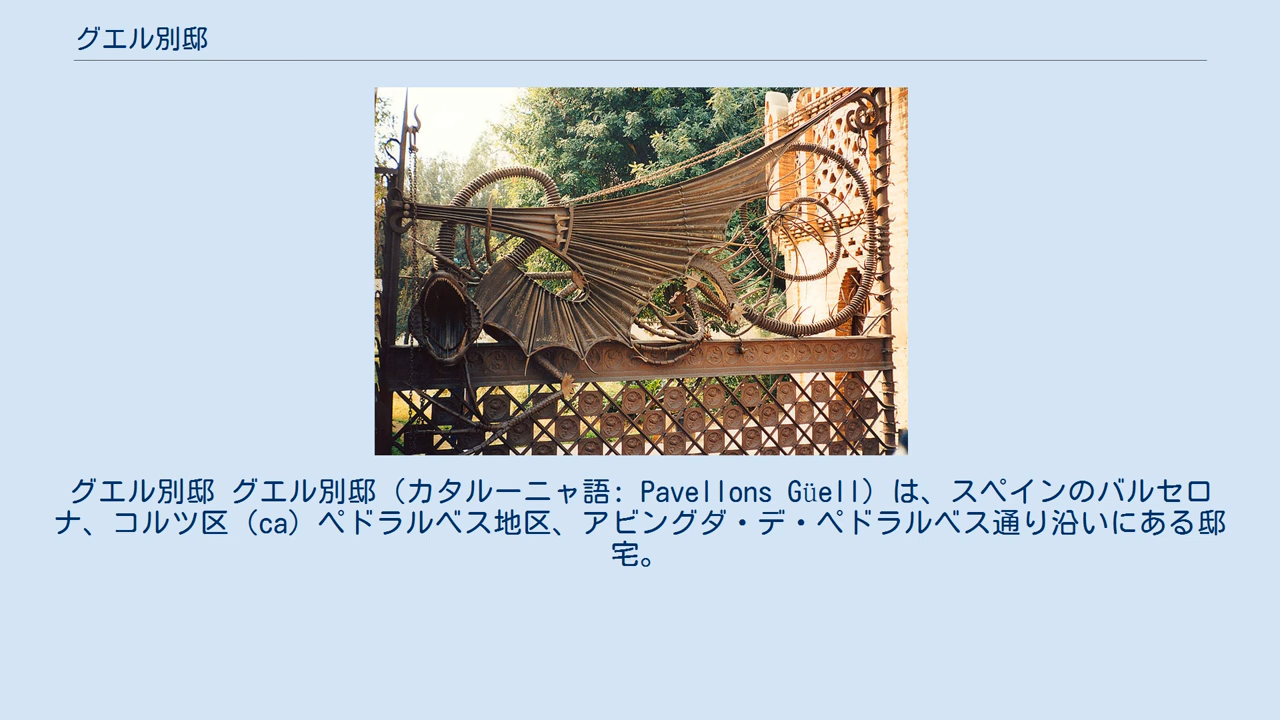 グエル別邸
グエル別邸 グエル別邸（カタルーニャ語: Pavellons Güell）は、スペインのバルセロ
ナ、コルツ区（ca）ペドラルベス地区、アビングダ・デ・ペドラルベス通り沿いにある邸
宅。